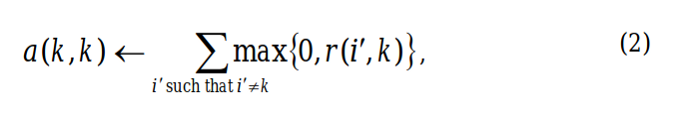 a(k,k) ← ∑ max{0,r(i′,k)}, (2)
i′ such that i′≠k